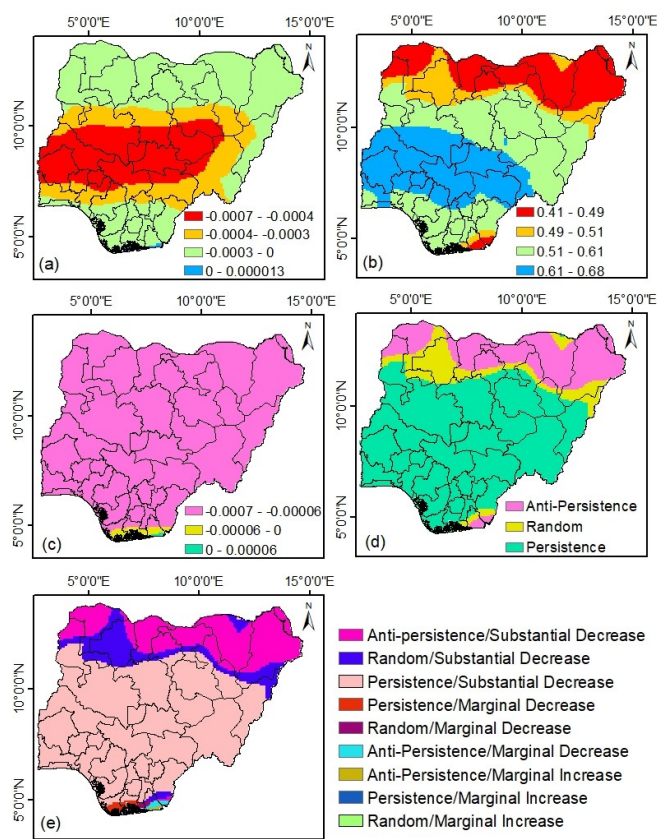 5°0'0"E 10°0'0"E 15°0'0"E 5°0'0"E 10°0'0"E 15°0'0"E
N N
10°0'0"N 10°0'0"N
5°0'0"N 5°0'0"N
-0.0007 - -0.0004
-0.0004 - -0.0003
-0.0003 - 0
0 - 0.000013
(a)
0.41 - 0.49
0.49 - 0.51
0.51 - 0.61
0.61 - 0.68
(b)
5°0'0"E 10°0'0"E 15°0'0"E 5°0'0"E 10°0'0"E 15°0'0"E
N N
10°0'0"N 10°0'0"N
5°0'0"N 5°0'0"N
-0.0007 - -0.00006
-0.00006 - 0
0 - 0.00006
(c)
Anti-Persistence
Random
Persistence
(d)
5°0'0"E 10°0'0"E 15°0'0"E
N
10°0'0"N
5°0'0"N
(e)
Anti-persistence/Substantial Decrease
Random/Substantial Decrease
Persistence/Substantial Decrease
Persistence/Marginal Decrease
Random/Marginal Decrease
Anti-Persistence/Marginal Decrease
Anti-Persistence/Marginal Increase
Persistence/Marginal Increase
Random/Marginal Increase